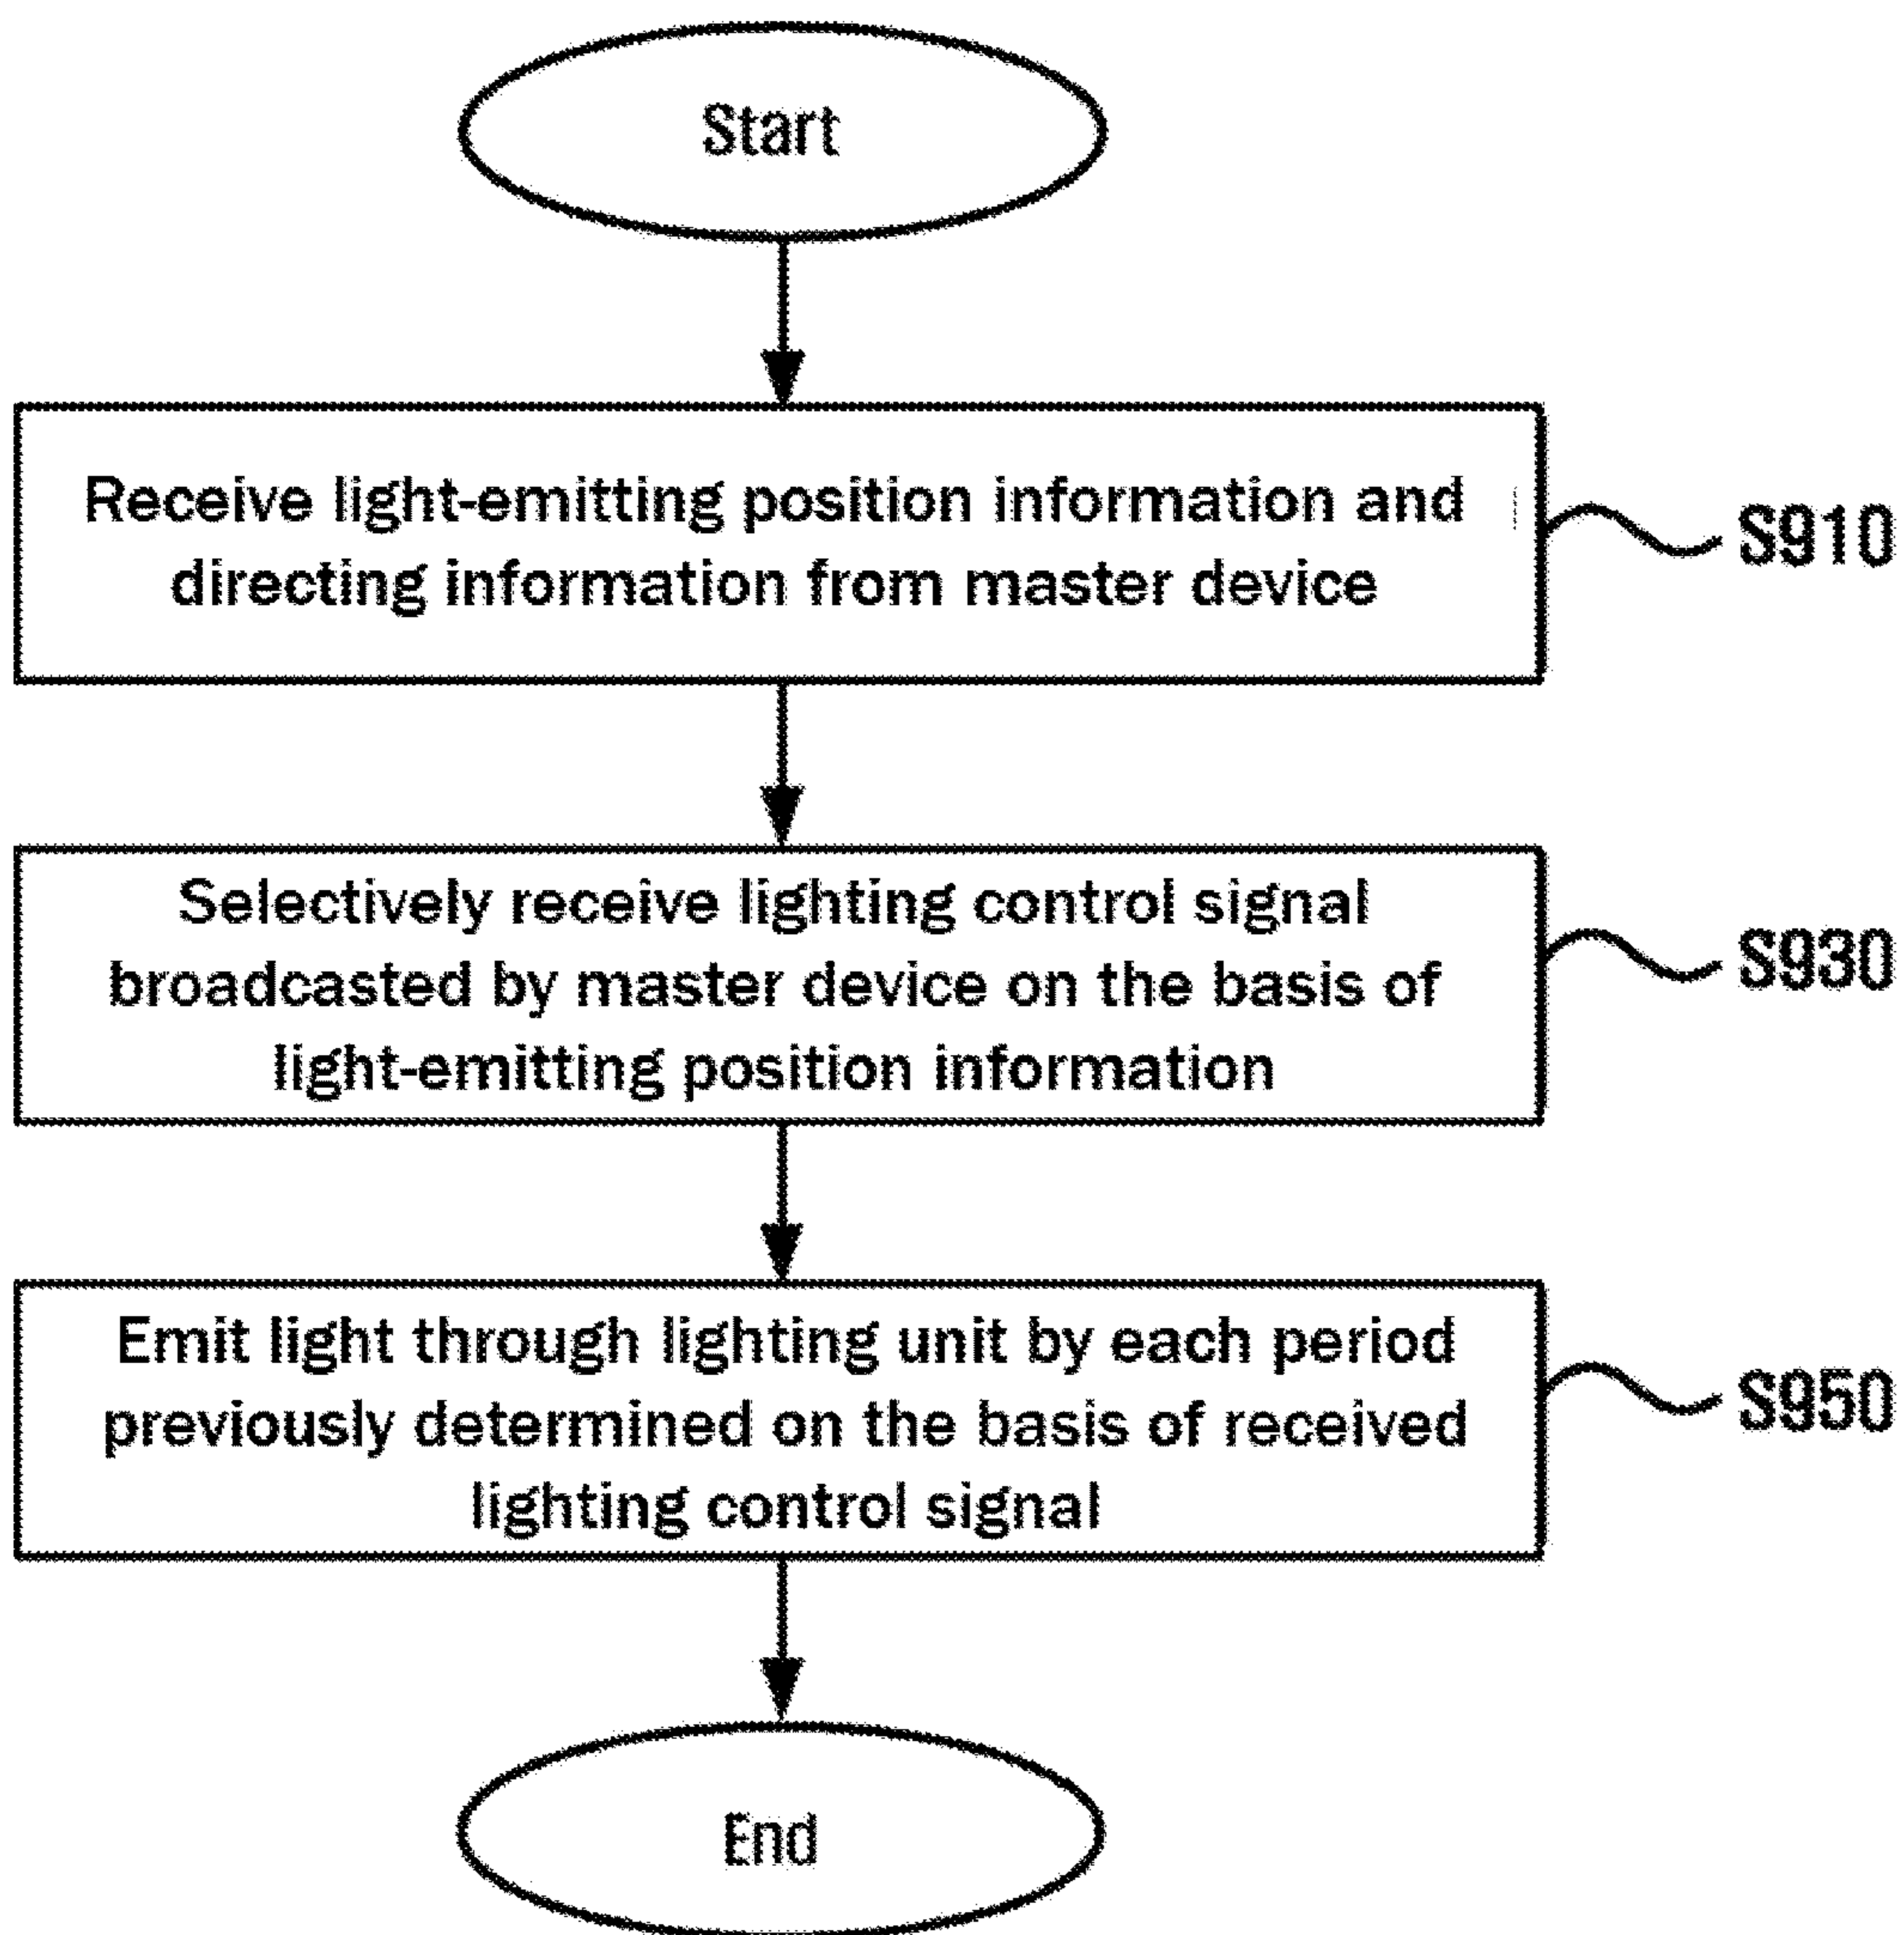 Start
Receive light-emitting position information and
directing information from master device
S910
Selectively receive lighting control signal
broadcasted by master device on the basis of
light-emitting position information
S930
Emit light through lighting unit by each period
previously determined on the basis of received
lighting control signal
S950
End